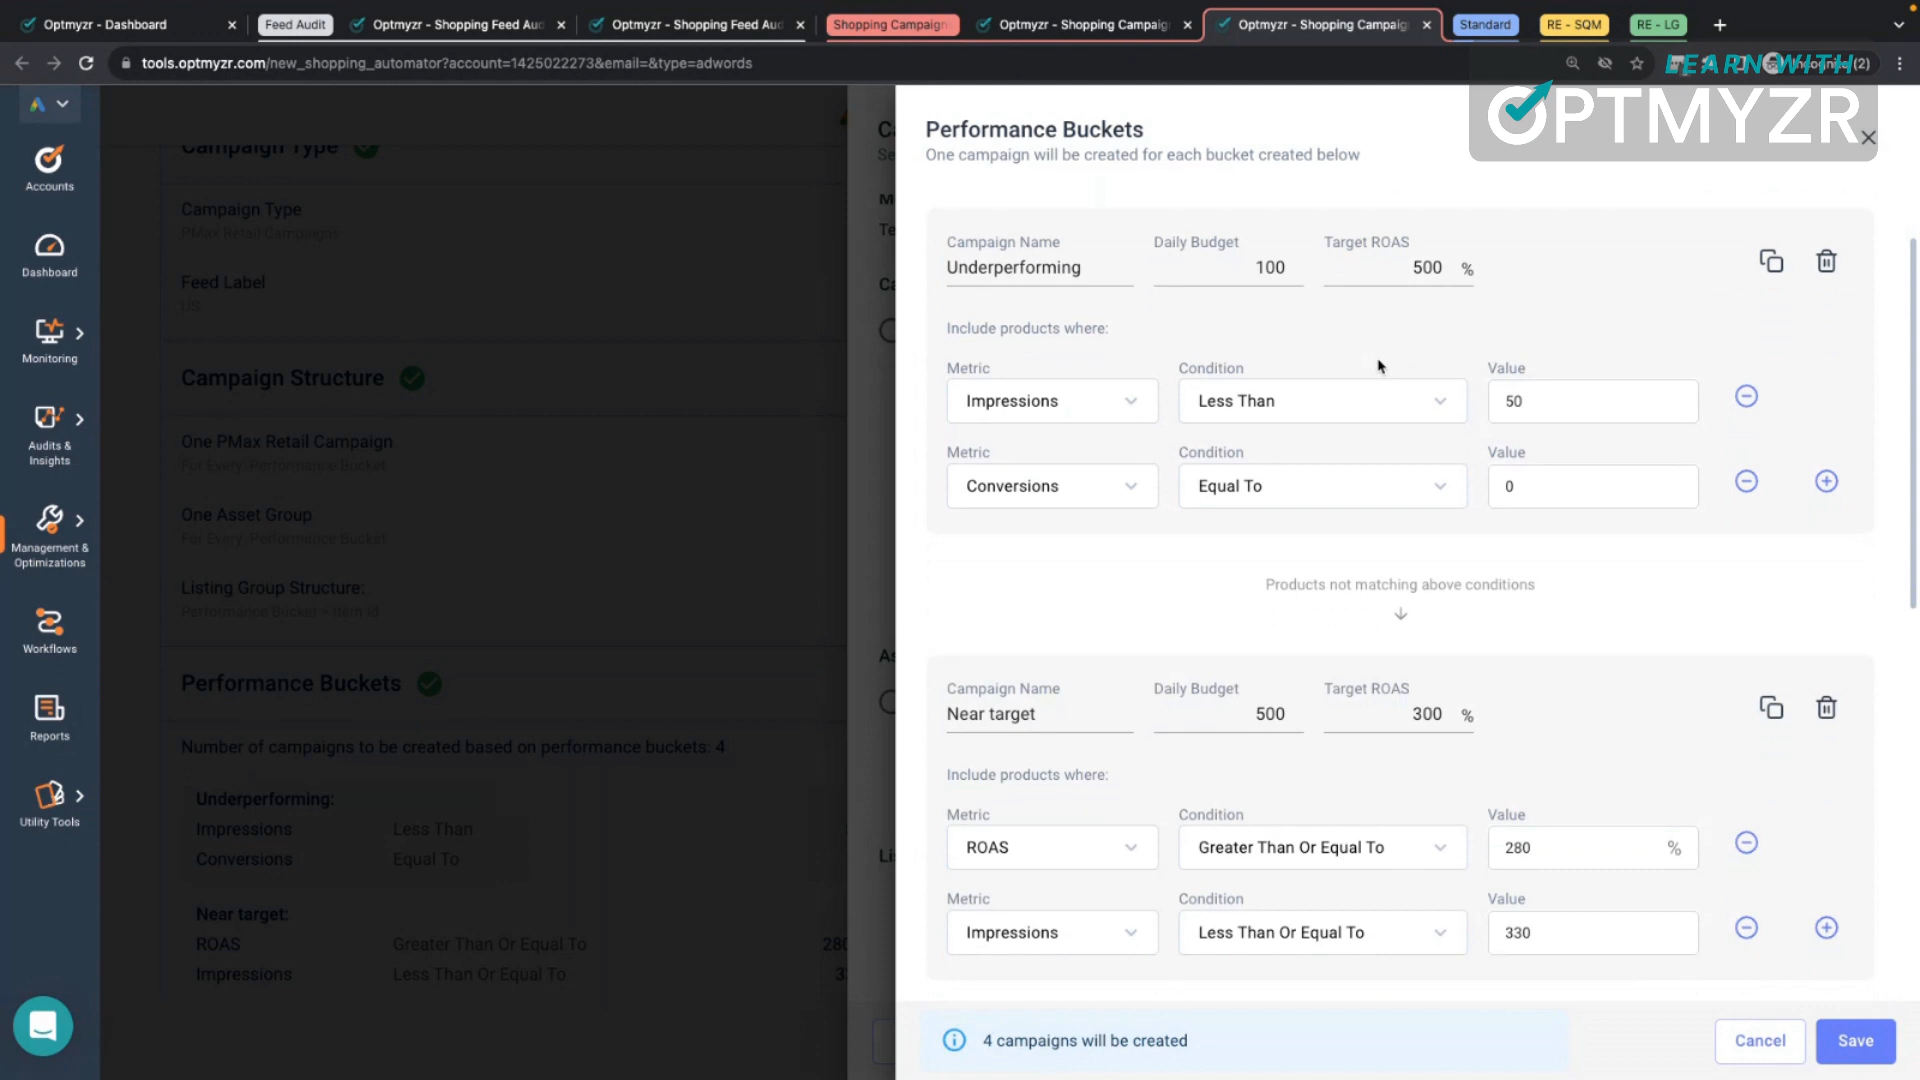 Optmyzr - Dashboard
Feed Audit
Optmyzr - Shopping Feed Aud
Optmyzr - Shopping Feed Aud
Shopping Campaign
Optmyzr - Shopping Campaig
Optmyzr - Shopping Campaig
Standard
RE - SQM
RE - LG
tools.optmyzr.com/new_shopping_automator?account=1425022273&email=&type=adwords
LEARN WITH
OPTMYZR
Accounts
Dashboard
Monitoring
Audits &
Insights
Management &
Optimizations
Workflows
Reports
Utility Tools
Campaign Type
Campaign Type
PMax Retail Campaigns
Feed Label
US
Campaign Structure
One PMax Retail Campaign
For Every: Performance Bucket
One Asset Group
For Every: Performance Bucket
Listing Group Structure:
Performance Bucket > Item Id
Performance Buckets
Number of campaigns to be created based on performance buckets: 4
Underperforming:
Impressions Less Than
Conversions Equal To
Near target:
ROAS Greater Than Or Equal To 280
Impressions Less Than Or Equal To
Performance Buckets
One campaign will be created for each bucket created below
Campaign Name Daily Budget Target ROAS
Underperforming 100 500 %
Include products where:
Metric Condition Value
Impressions Less Than 50
Metric Condition Value
Conversions Equal To 0
Products not matching above conditions
Campaign Name Daily Budget Target ROAS
Near target 500 300 %
Include products where:
Metric Condition Value
ROAS Greater Than Or Equal To 280 %
Metric Condition Value
Impressions Less Than Or Equal To 330
4 campaigns will be created
Cancel
Save